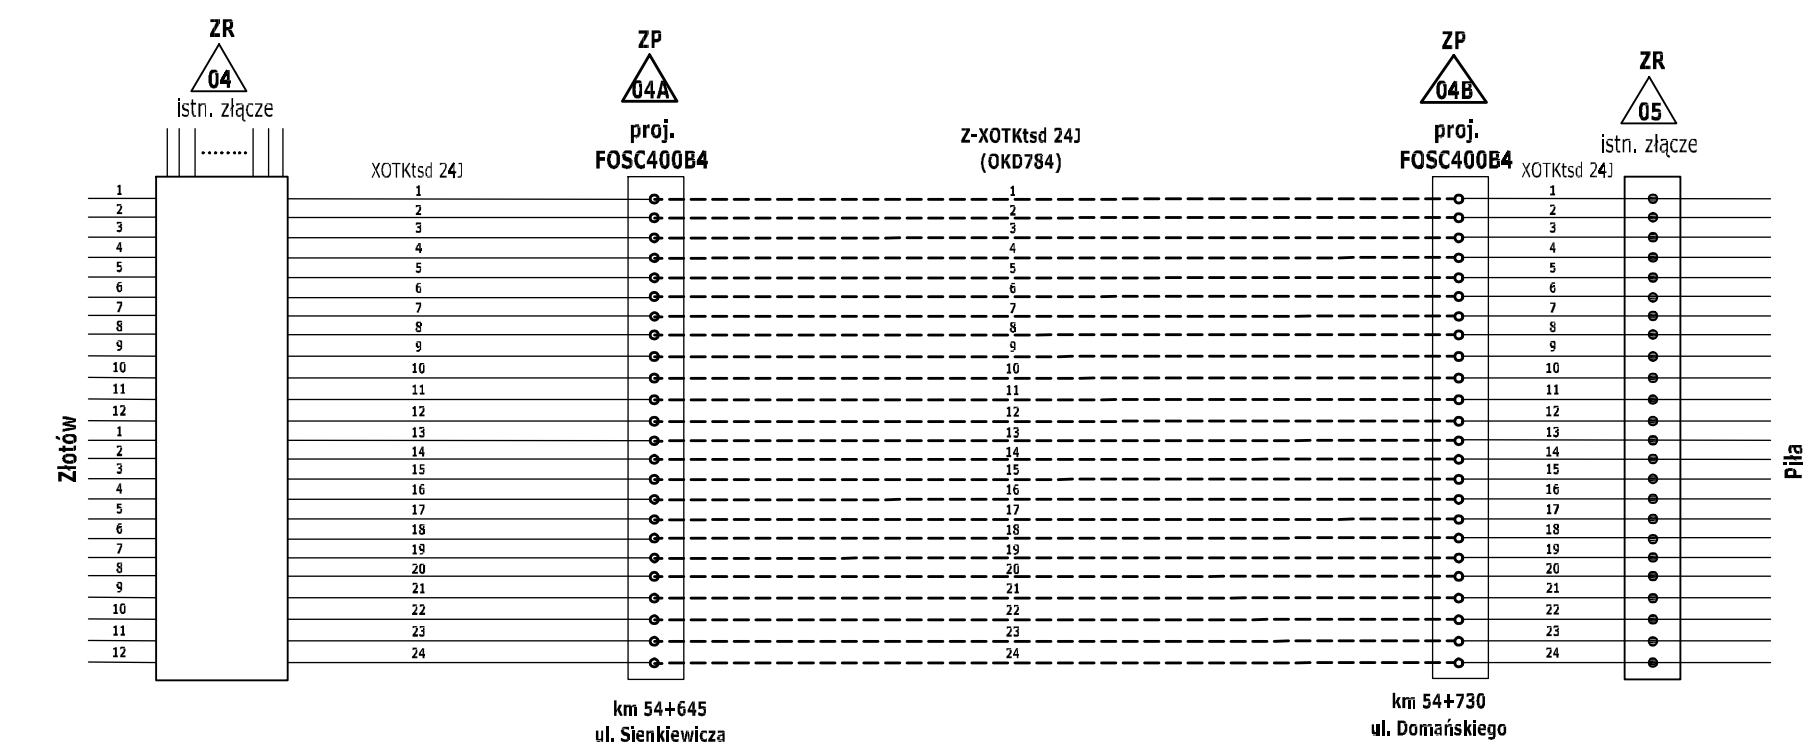 ZR
04
istn. złącze
........
ZP
04A
proj.
FOSC400B4
Z-XOTKtsd 24J
(OKD784)
ZP
04B
proj.
FOSC400B4
ZR
05
istn. złącze
XOTKtsd 24J
XOTKtsd 24J
1 1 1 1
2 2 2 2
3 3 3 3
4 4 4 4
5 5 5 5
6 6 6 6
7 7 7 7
8 8 8 8
9 9 9 9
10 10 10 10
11 11 11 11
12 12 12 12
1 13 13 13
2 14 14 14
3 15 15 15
4 16 16 16
5 17 17 17
6 18 18 18
7 19 19 19
8 20 20 20
9 21 21 21
10 22 22 22
11 23 23 23
12 24 24 24
Złotów
Piła
km 54+645
ul. Sienkiewicza
km 54+730
ul. Domańskiego